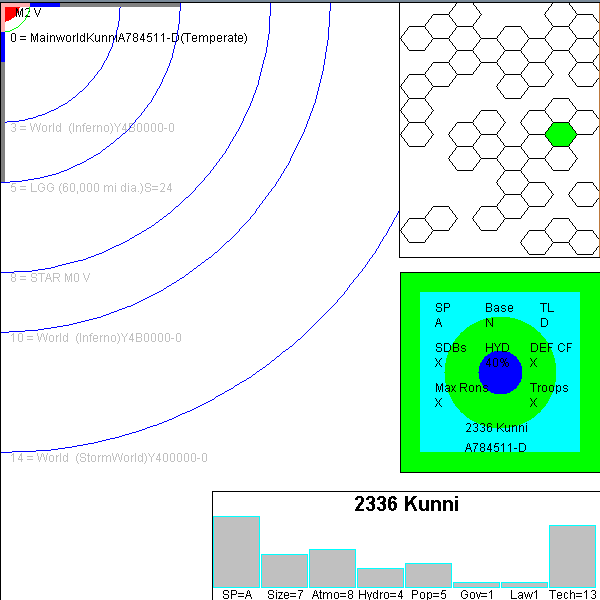 M2 V
0 = MainworldKunniA784511-D(Temperate)
3 = World (Inferno)Y4B0000-0
5 = LGG (60,000 mi dia.)S=24
8 = STAR M0 V
10 = World (Inferno)Y4B0000-0
14 = World (StormWorld)Y400000-0
SP Base TL
A N D
SDBs HYD DEF CF
X 40% X
Max Rons Troops
X X
2336 Kunni
A784511-D
2336 Kunni
SP=A Size=7 Atmo=8 Hydro=4 Pop=5 Gov=1 Law1 Tech=13